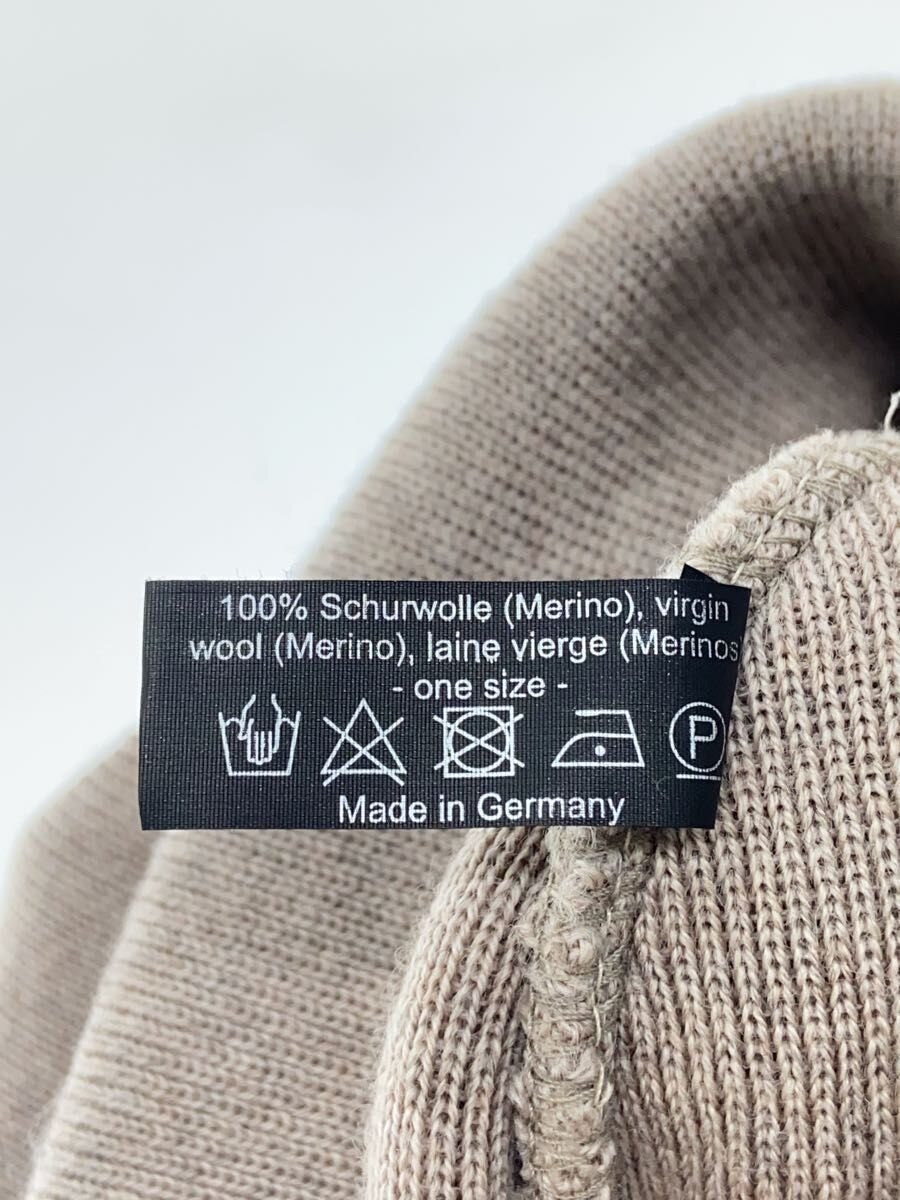 100% Schurwolle (Merino), virgin
wool (Merino), laine vierge (Merinos)
- one size -
P
Made in Germany